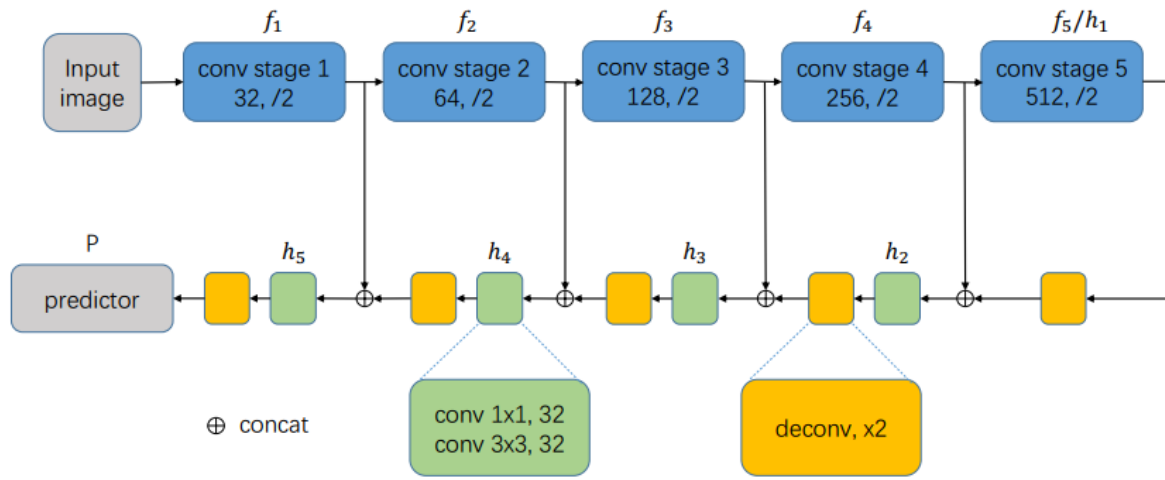 f₁
f₂
f₃
f₄
f₅/h₁
Input
image
conv stage 1
32, /2
conv stage 2
64, /2
conv stage 3
128, /2
conv stage 4
256, /2
conv stage 5
512, /2
P
h₅
h₄
h₃
h₂
predictor
conv 1x1, 32
conv 3x3, 32
deconv, x2
⊕ concat